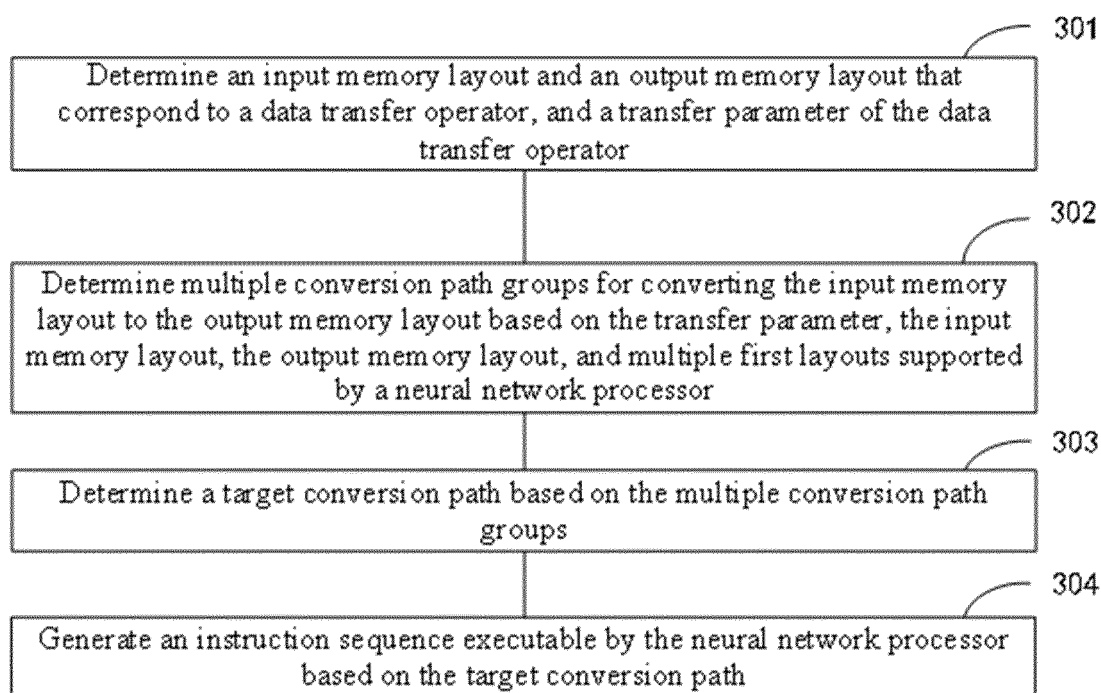 301
Determine an input memory layout and an output memory layout that
correspond to a data transfer operator, and a transfer parameter of the data
transfer operator
302
Determine multiple conversion path groups for converting the input memory
layout to the output memory layout based on the transfer parameter, the input
memory layout, the output memory layout, and multiple first layouts supported
by a neural network processor
303
Determine a target conversion path based on the multiple conversion path
groups
304
Generate an instruction sequence executable by the neural network processor
based on the target conversion path